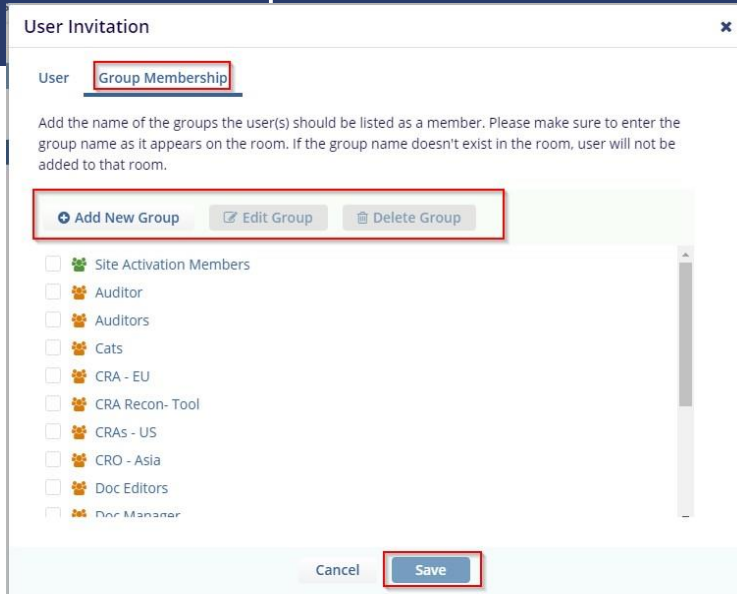 User Invitation
User Group Membership
Add the name of the groups the user(s) should be listed as a member. Please make sure to enter the
group name as it appears on the room. If the group name doesn't exist in the room, user will not be
added to that room.
Add New Group Edit Group Delete Group
Site Activation Members
Auditor
Auditors
Cats
CRA - EU
CRA Recon- Tool
CRAs - US
CRO - Asia
Doc Editors
Doc Manager
Cancel Save